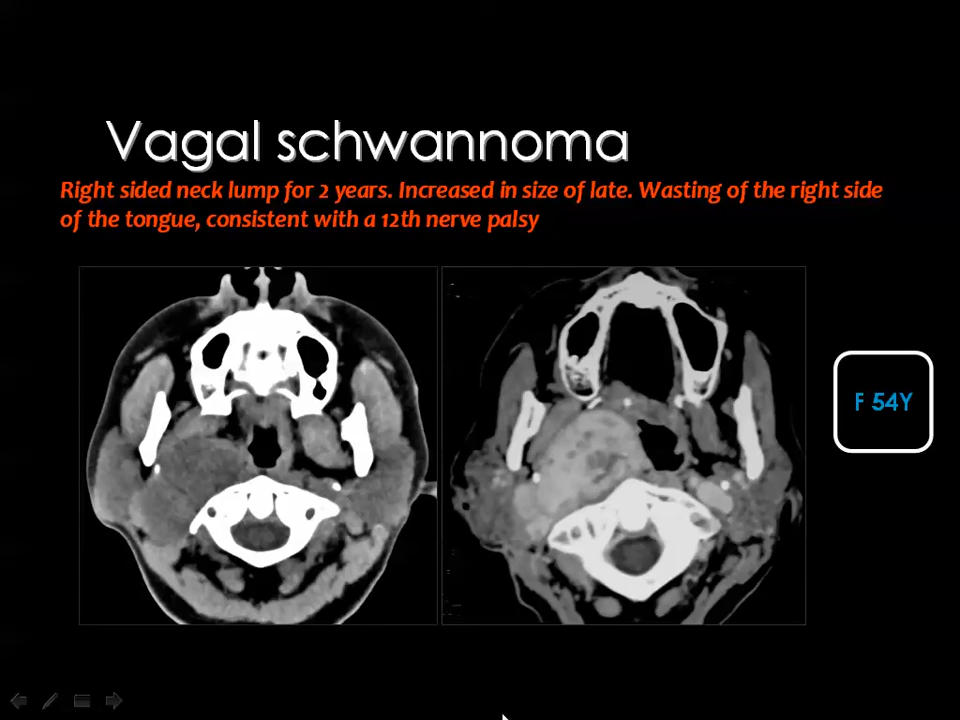 Vagal schwannoma
Right sided neck lump for 2 years. Increased in size of late. Wasting of the right side
of the tongue, consistent with a 12th nerve palsy
F 54Y